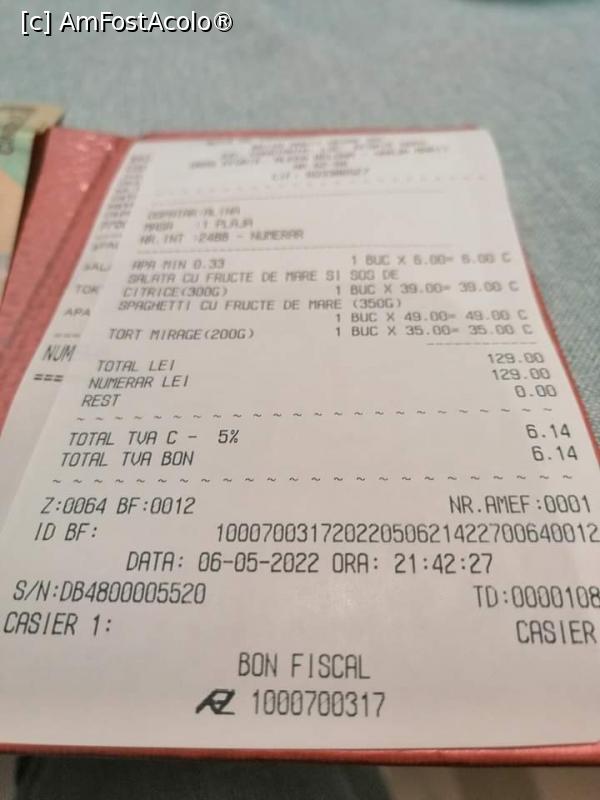 [c] AmFostAcolo®
OSPATAR:ALINA
MASA :1 PLAJA
NR.INT :2488 - NUMERAR
APA MIN 0.33 1 BUC X 6.00= 6.00 C
SALATA CU FRUCTE DE MARE SI SOS DE
CITRICE(300G) 1 BUC X 39.00= 39.00 C
SPAGHETTI CU FRUCTE DE MARE (350G)
1 BUC X 49.00= 49.00 C
TORT MIRAGE(200G) 1 BUC X 35.00= 35.00 C
TOTAL LEI 129.00
NUMERAR LEI 129.00
REST 0.00
TOTAL TVA C - 5% 6.14
TOTAL TVA BON 6.14
Z:0064 BF:0012 NR.AMEF:0001
ID BF: 10007003172022050621422700640012
DATA: 06-05-2022 ORA: 21:42:27
S/N:DB4800005520 TD:0000108
CASIER 1: CASIER
BON FISCAL
1000700317
SALA
TOK
APA
NUM